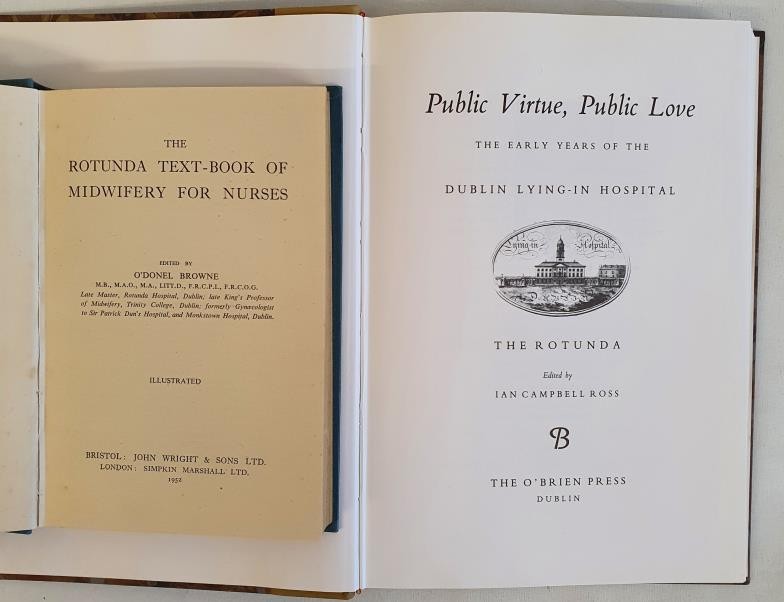 THE
ROTUNDA TEXT-BOOK OF
MIDWIFERY FOR NURSES
EDITED BY
O'DONEL BROWNE
M.B., M.A.O., M.A., LITT.D., F.R.C.P.I., F.R.C.O.G.
Late Master, Rotunda Hospital, Dublin; late King's Professor
of Midwifery, Trinity College, Dublin; formerly Gynæcologist
to Sir Patrick Dun's Hospital, and Monkstown Hospital, Dublin.
ILLUSTRATED
BRISTOL: JOHN WRIGHT & SONS LTD.
LONDON: SIMPKIN MARSHALL LTD.
1952
Public Virtue, Public Love
THE EARLY YEARS OF THE
DUBLIN LYING-IN HOSPITAL
Lying-in Hospital
THE ROTUNDA
Edited by
IAN CAMPBELL ROSS
B
THE O'BRIEN PRESS
DUBLIN